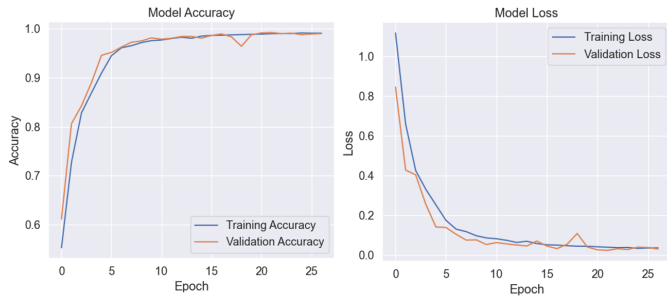 Model Accuracy
1.0
0.9
0.8
0.7
0.6
Accuracy
0 5 10 15 20 25
Epoch
Training Accuracy
Validation Accuracy
Model Loss
1.0
0.8
0.6
0.4
0.2
0.0
Loss
0 5 10 15 20 25
Epoch
Training Loss
Validation Loss